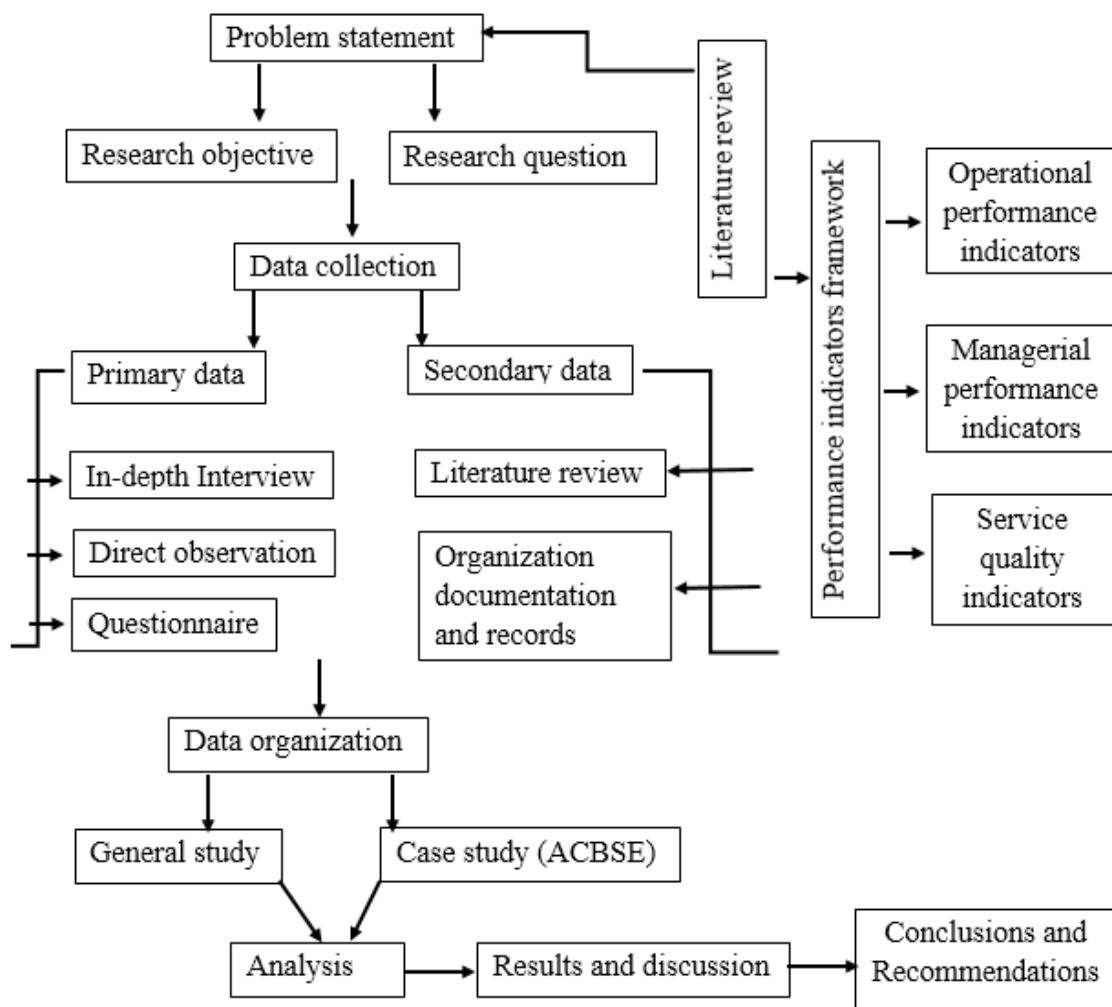 Problem statement
Research objective
Research question
Data collection
Primary data
Secondary data
In-depth Interview
Direct observation
Questionnaire
Literature review
Organization
documentation
and records
Data organization
General study
Case study (ACBSE)
Analysis
Results and discussion
Conclusions and
Recommendations
Literature review
Performance indicators framework
Operational
performance
indicators
Managerial
performance
indicators
Service
quality
indicators